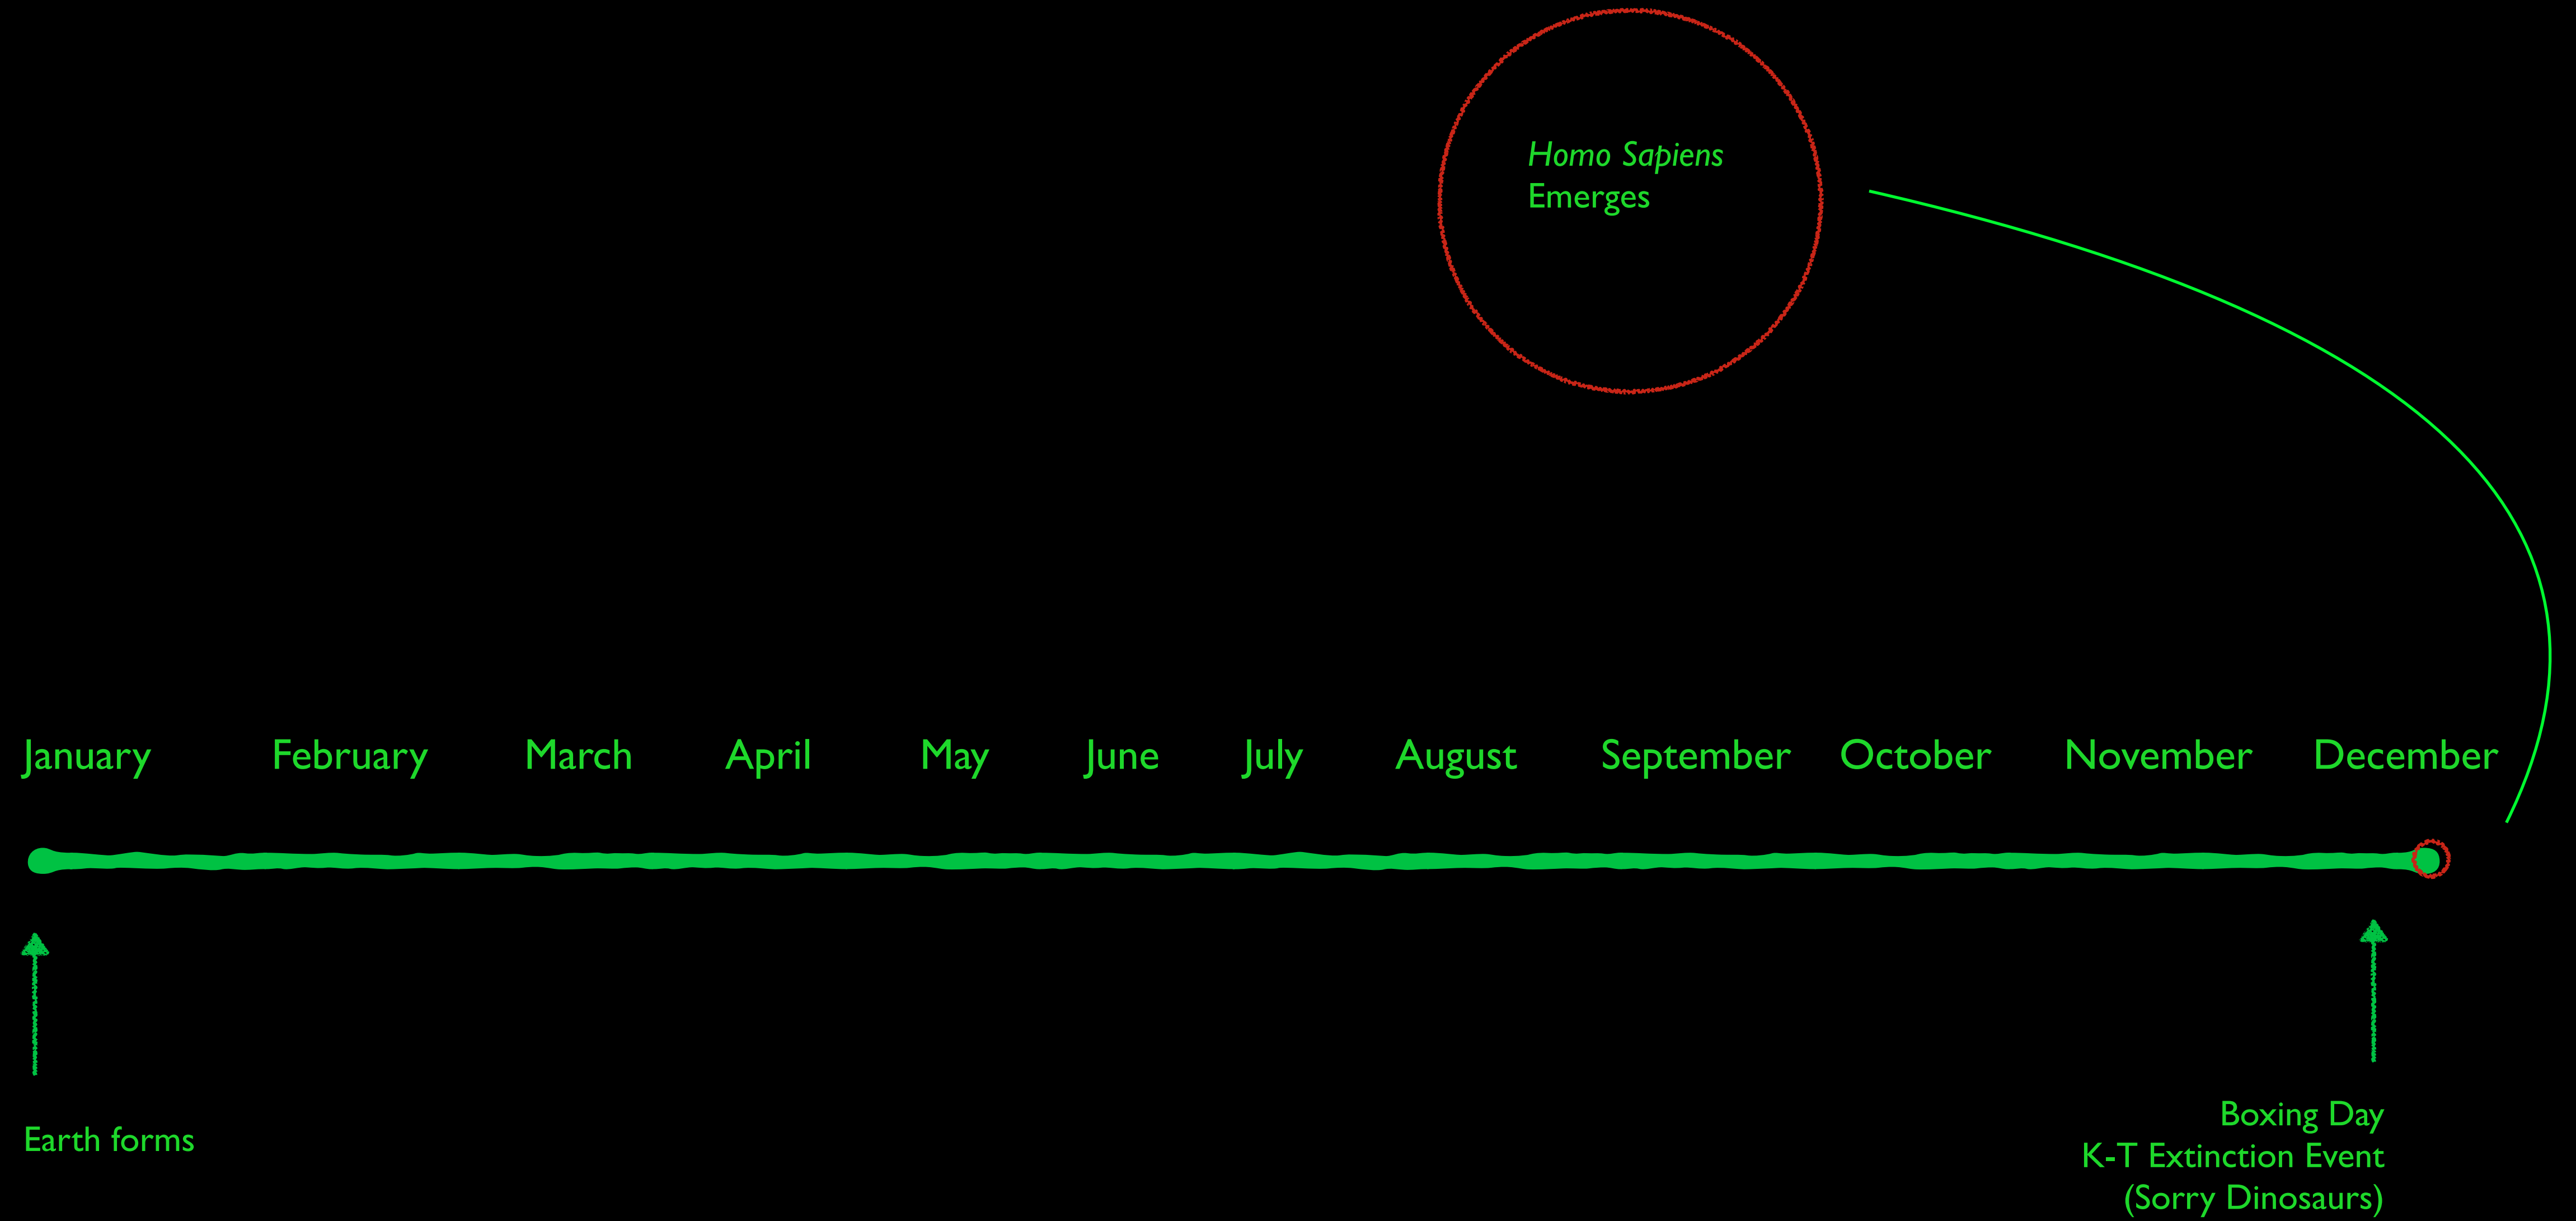 Homo Sapiens
Emerges
January February March April May June July August September October November December
Earth forms
Boxing Day
K-T Extinction Event
(Sorry Dinosaurs)